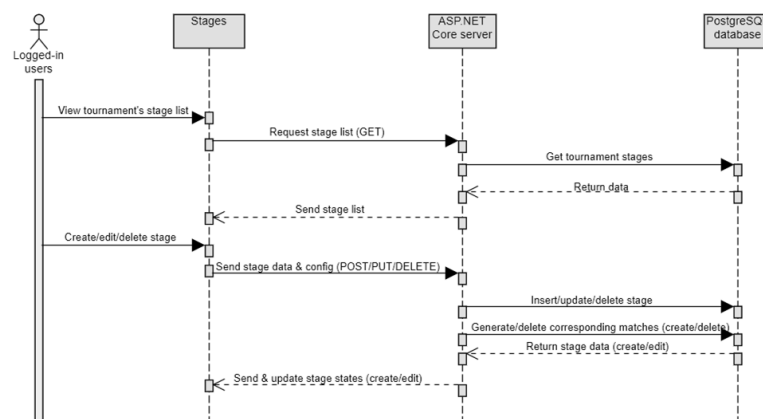 Stages
ASP.NET
Core server
PostgreSQ
database
Logged-in
users
View tournament's stage list
Request stage list (GET)
Get tournament stages
Return data
Send stage list
Create/edit/delete stage
Send stage data & config (POST/PUT/DELETE)
Insert/update/delete stage
Generate/delete corresponding matches (create/delete)
Return stage data (create/edit)
Send & update stage states (create/edit)